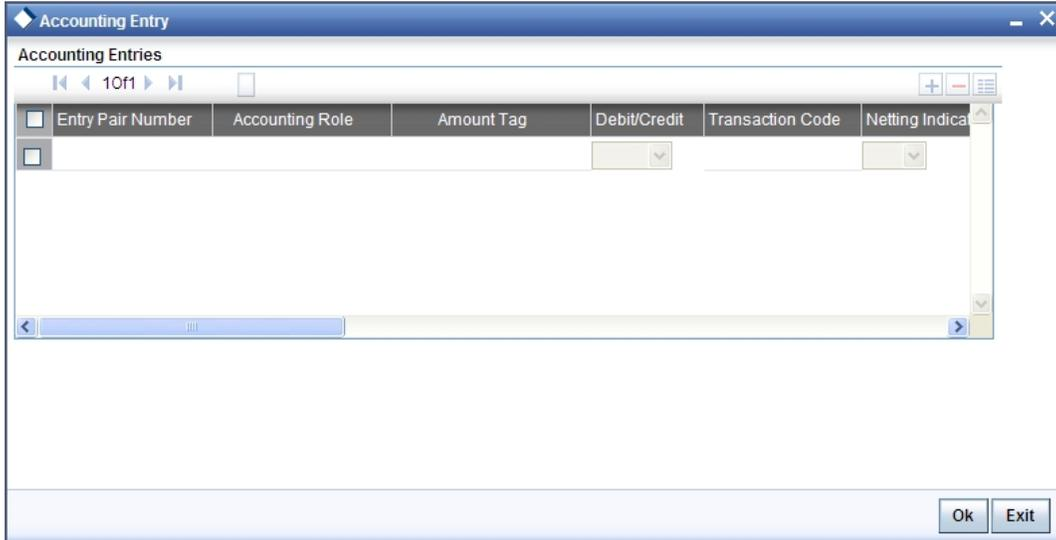 Accounting Entry
Accounting Entries
1Of1
Entry Pair Number Accounting Role Amount Tag Debit/Credit Transaction Code Netting Indicat
Ok Exit